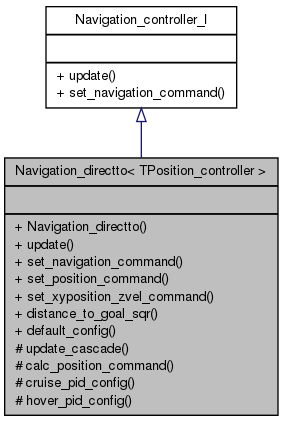 Navigation_controller_I
+ update()
+ set_navigation_command()
Navigation_directto< TPosition_controller >
+ Navigation_directto()
+ update()
+ set_navigation_command()
+ set_position_command()
+ set_xyposition_zvel_command()
+ distance_to_goal_sqr()
+ default_config()
# update_cascade()
# calc_position_command()
# cruise_pid_config()
# hover_pid_config()